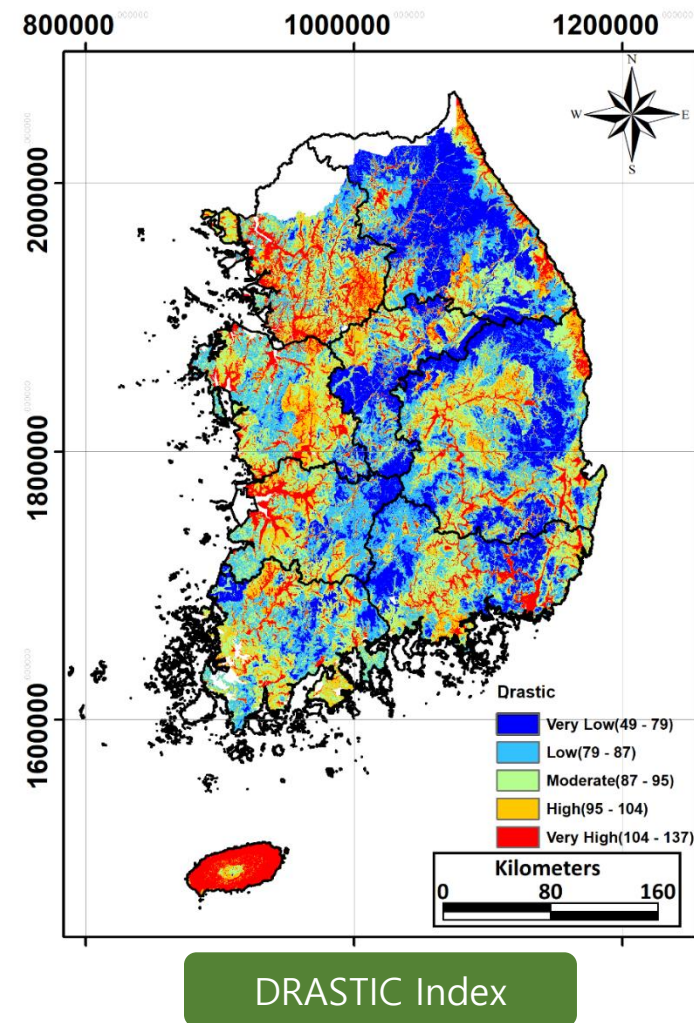 800000 1000000 1200000
N
W E
S
2000000
1800000
1600000
Drastic
Very Low(49 - 79)
Low(79 - 87)
Moderate(87 - 95)
High(95 - 104)
Very High(104 - 137)
Kilometers
0 80 160
DRASTIC Index